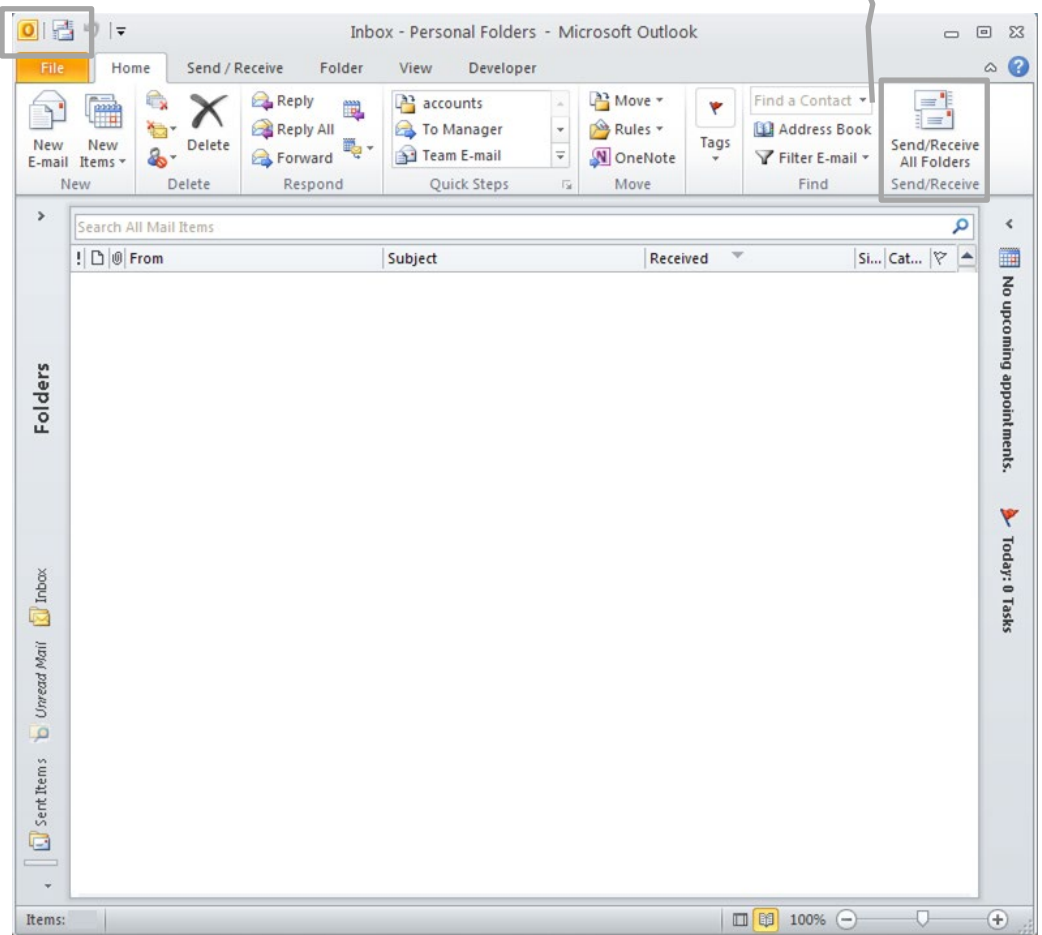 Inbox - Personal Folders - Microsoft Outlook
File Home Send / Receive Folder View Developer
New E-mail
New Items
Delete
Reply
Reply All
Forward
accounts
To Manager
Team E-mail
Move
Rules
OneNote
Tags
Find a Contact
Address Book
Filter E-mail
Send/Receive
All Folders
New Delete Respond Quick Steps Move Find Send/Receive
Search All Mail Items
! From Subject Received Si... Cat...
Folders
Inbox
Unread Mail
Sent Items
No upcoming appointments.
Today: 0 Tasks
Items:
100%